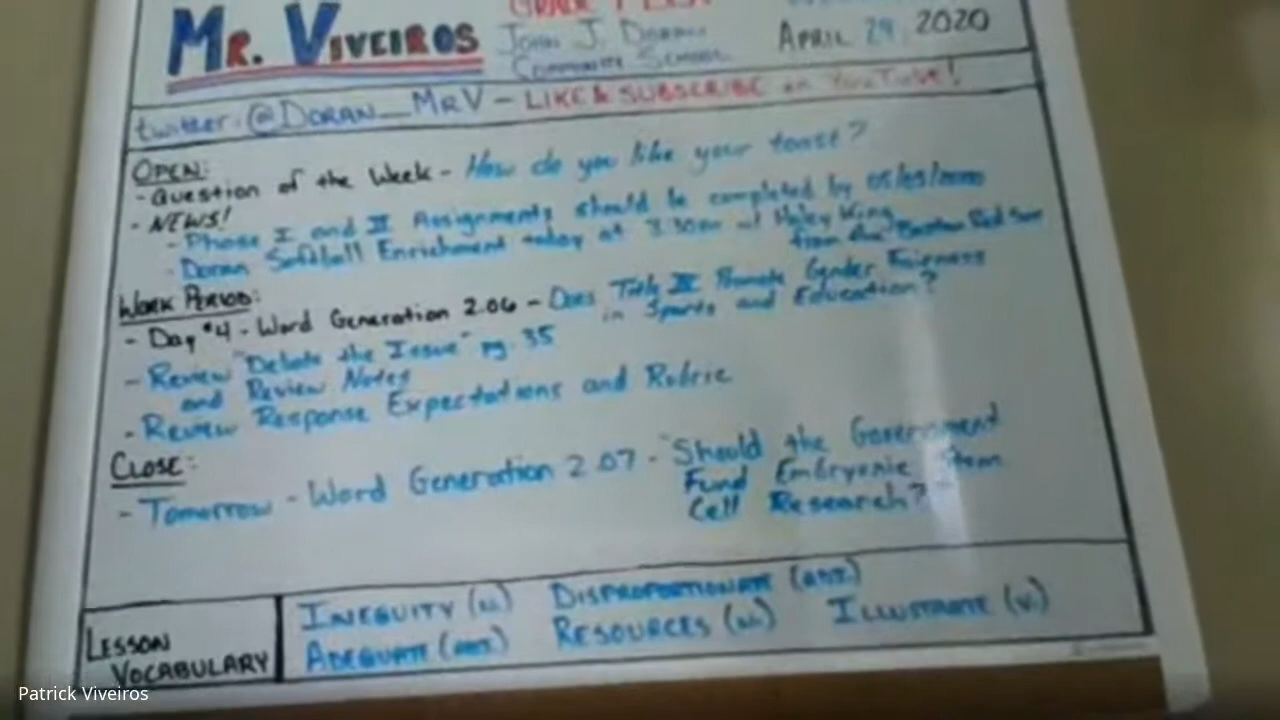 MR. VIVEIROS
GRADE 7 ELA
JOHN J. DORAN
COMMUNITY SCHOOL
APRIL 29, 2020
twitter: @DORAN_MRV - LIKE & SUBSCRIBE on YouTube!
OPEN:
- Question of the Week - How do you like your toast?
- NEWS!
- Phase I and II Assignments should be completed by
- Doran Softball Enrichment today at w/ Haley King
from the Boston Red Sox
WORK PERIOD:
- Day #4 - Word Generation 2.06 - Does Title IX Promote Gender Fairness
in Sports and Education?
- Review "Debate the Issue" pg. 35
and Review Notes
- Review Response Expectations and Rubric
CLOSE:
- Tomorrow - Word Generation 2.07 - "Should the Government
Fund Embryonic Stem
Cell Research?"
LESSON
VOCABULARY
INEQUITY (N.) DISPROPORTIONATE (ADJ.)
ADEQUATE (ADJ.) RESOURCES (N.) ILLUSTRATE (V.)
Patrick Viveiros